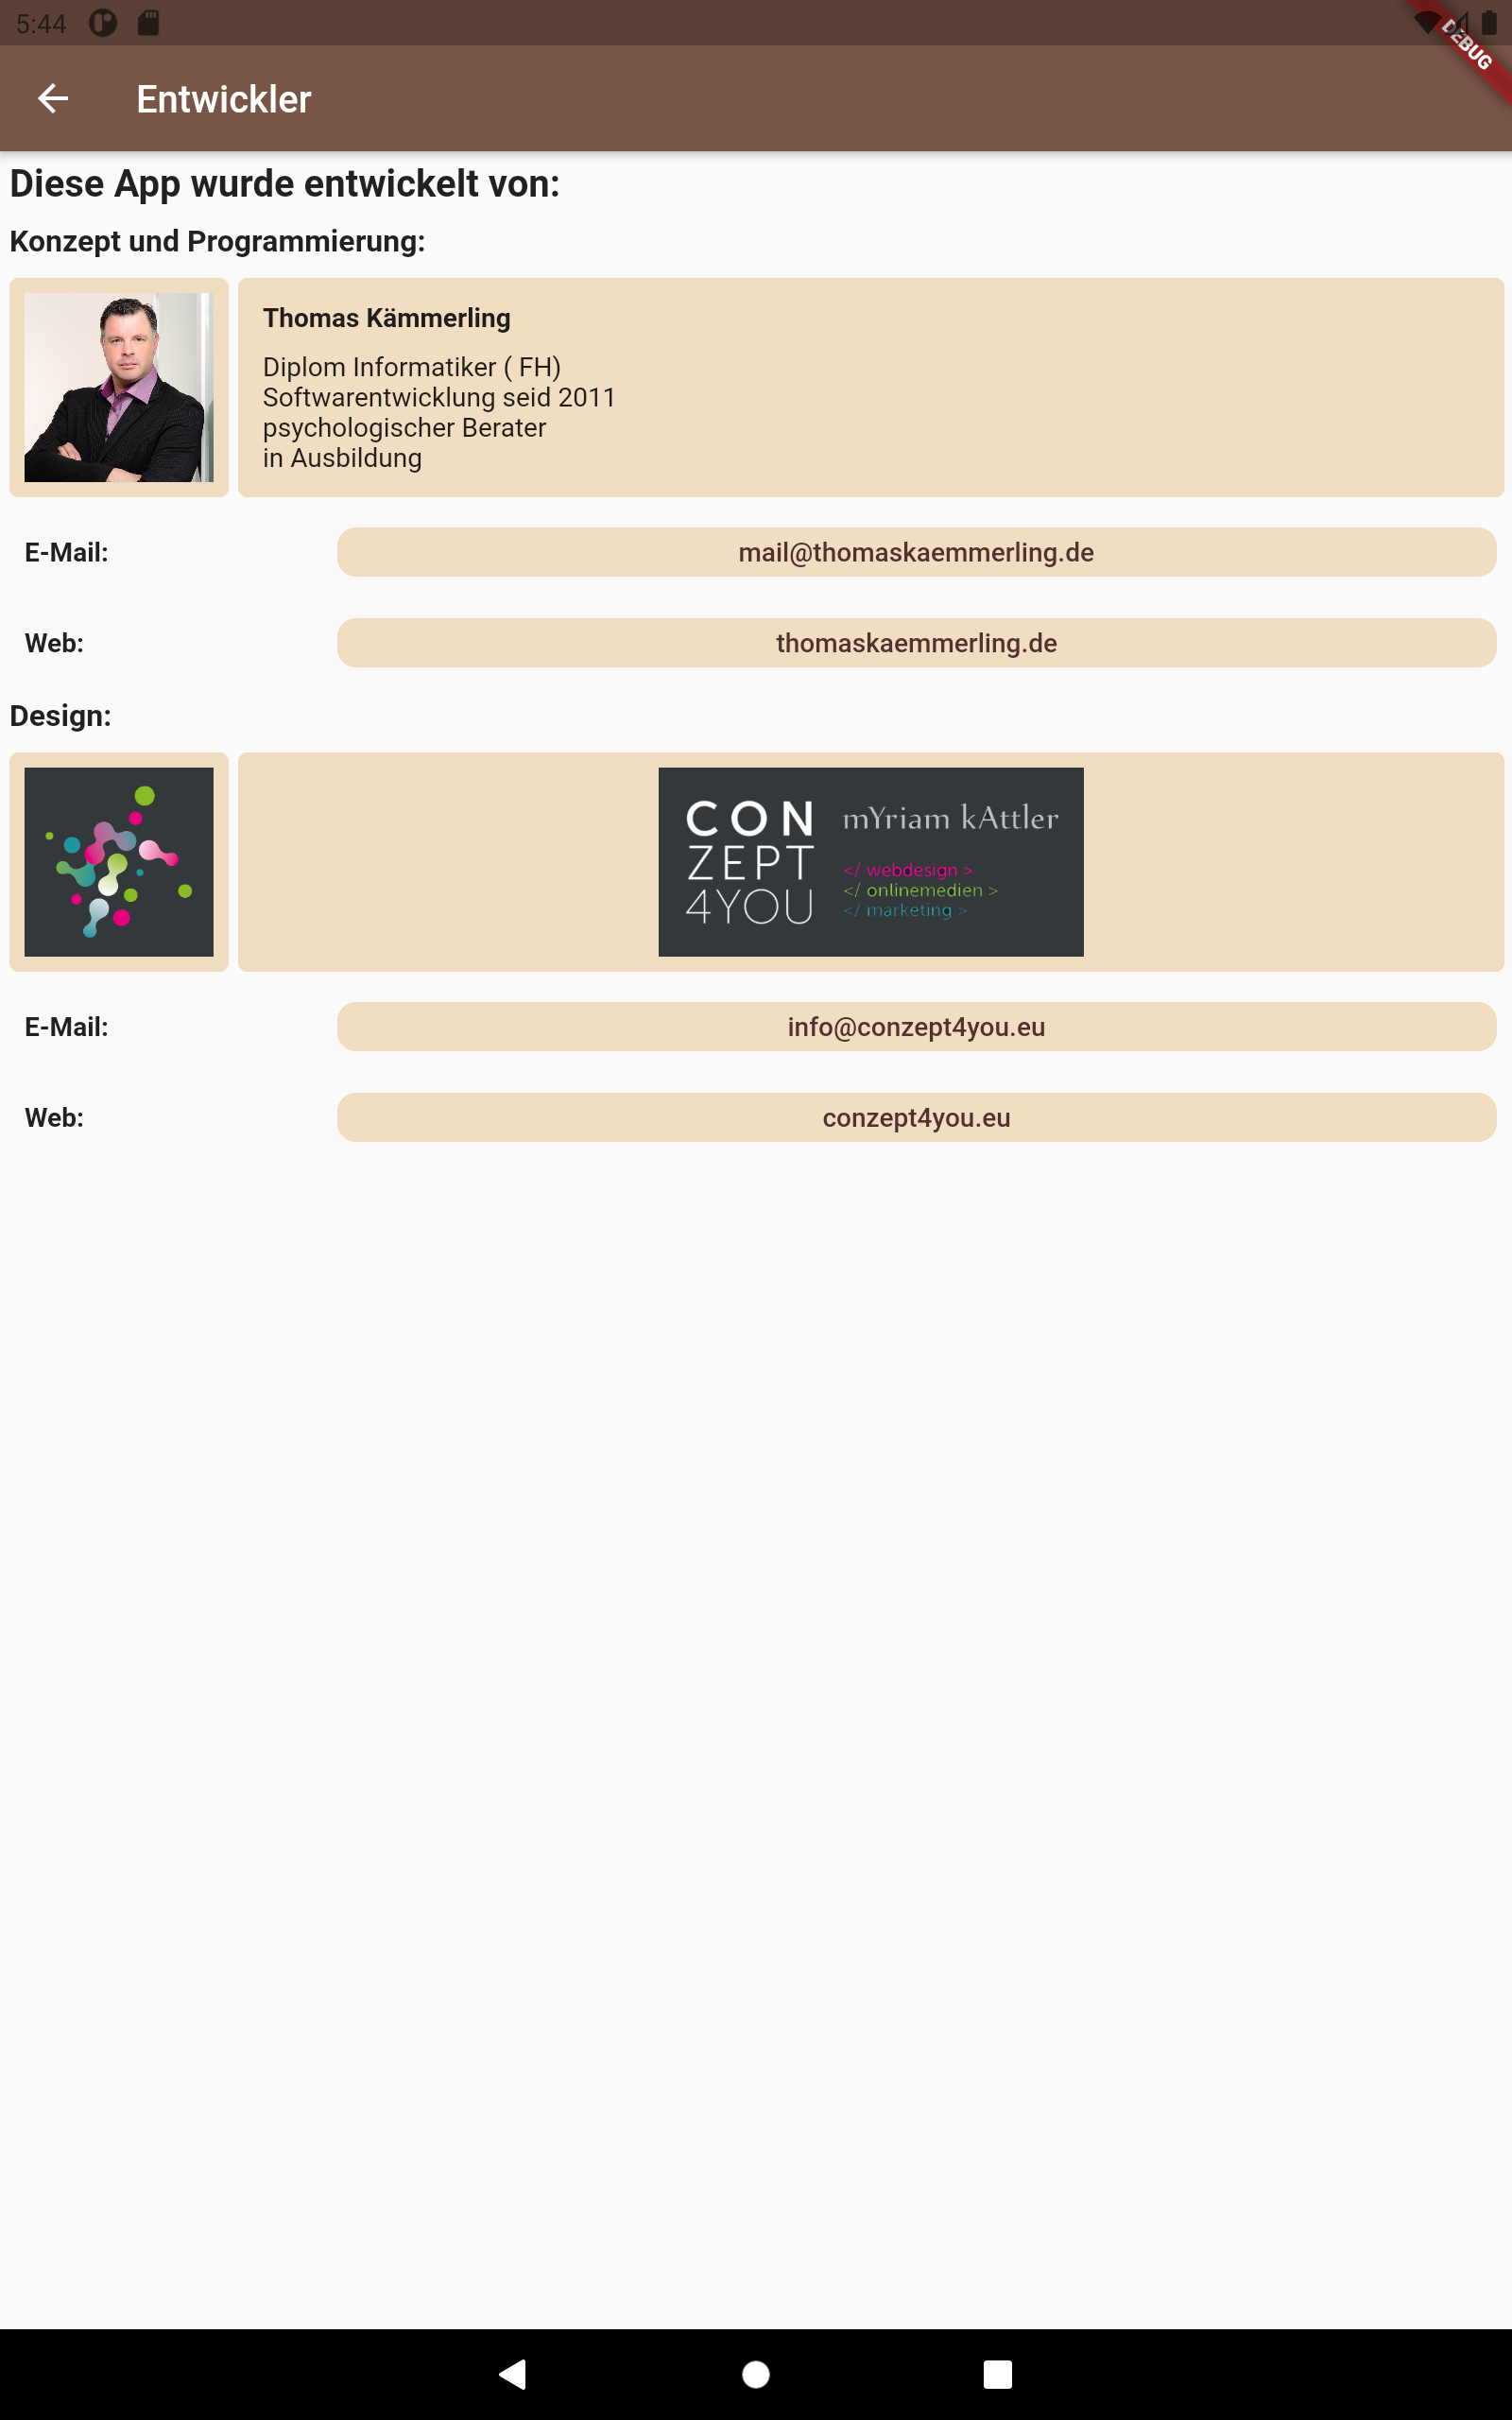 5:44
DEBUG
Entwickler
Diese App wurde entwickelt von:
Konzept und Programmierung:
Thomas Kämmerling
Diplom Informatiker ( FH)
Softwarentwicklung seid 2011
psychologischer Berater
in Ausbildung
E-Mail:
mail@thomaskaemmerling.de
Web:
thomaskaemmerling.de
Design:
CON
ZEPT
4YOU
mYriam kAttler
</ webdesign >
</ onlinemedien >
</ marketing >
E-Mail:
info@conzept4you.eu
Web:
conzept4you.eu